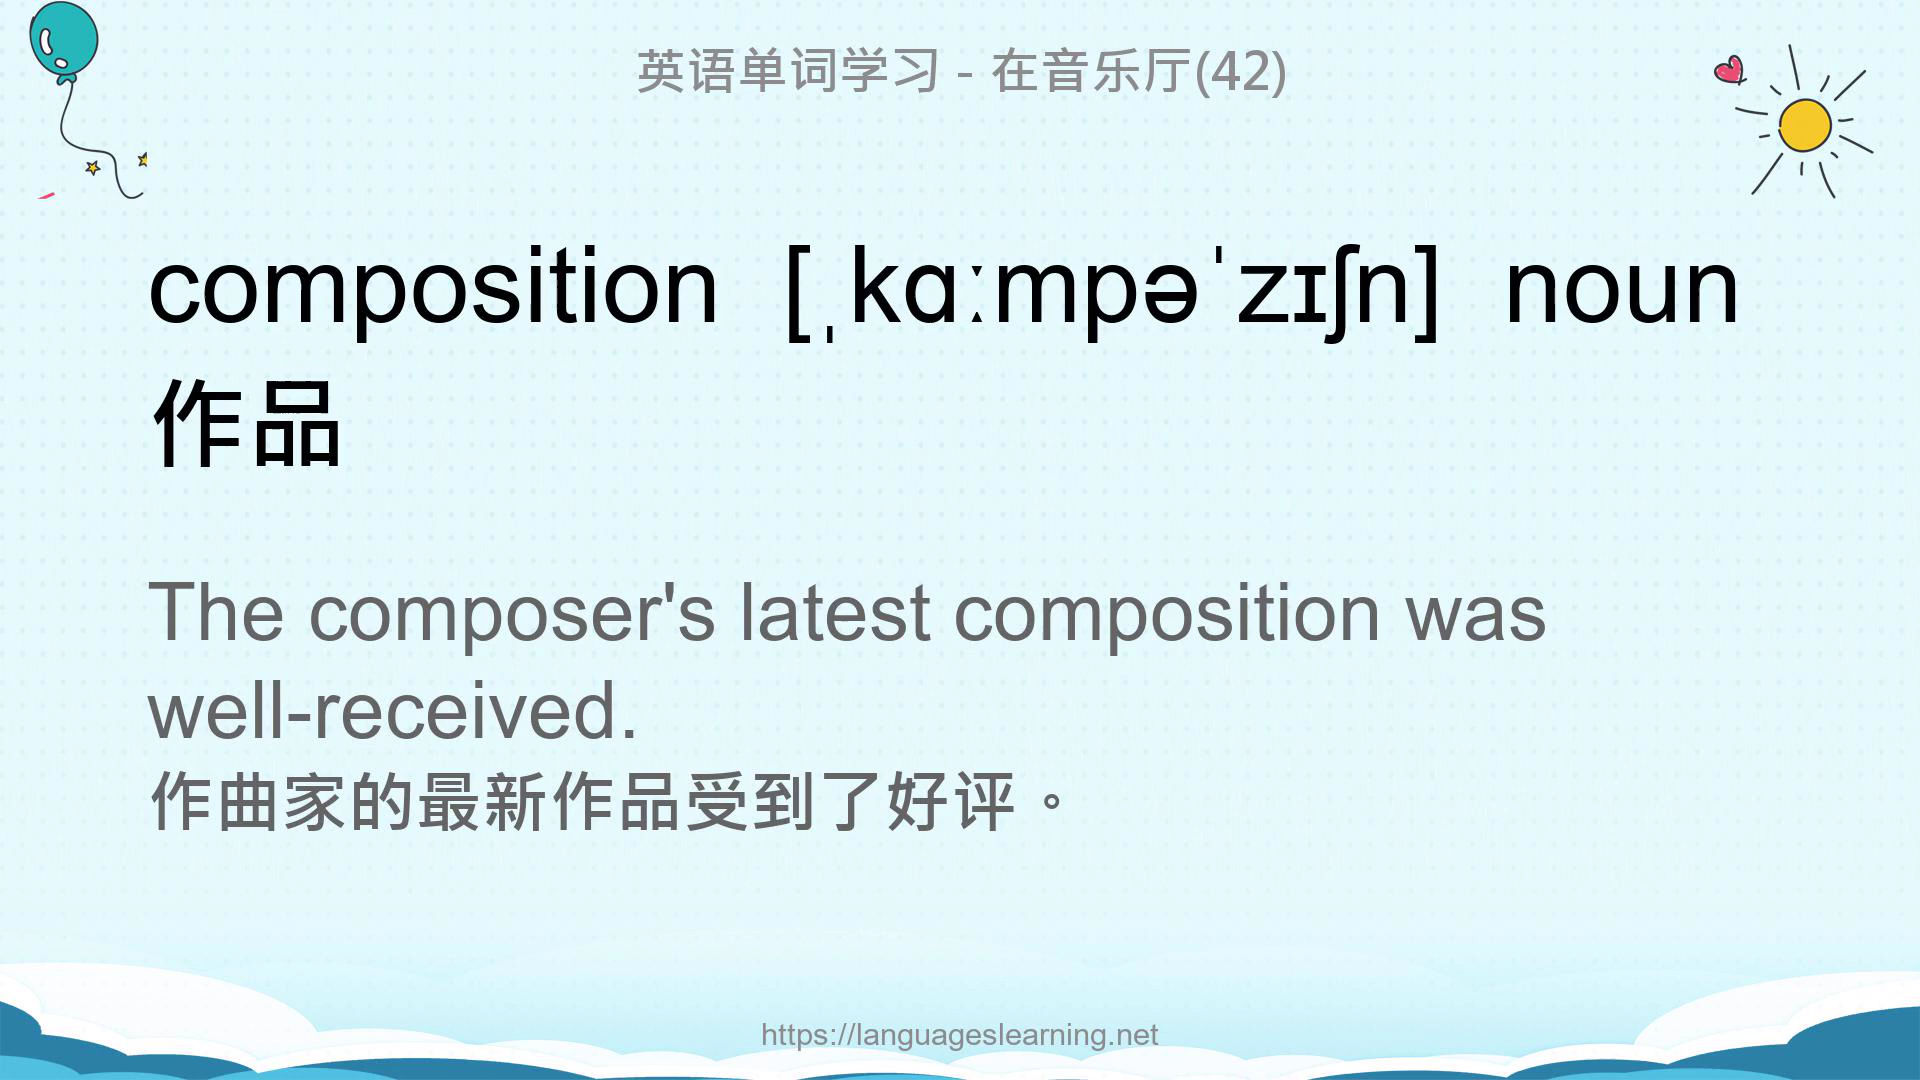 英语单词学习 - 在音乐厅(42)
composition  [ˌkɑːmpəˈzɪʃn]  noun
作品
The composer's latest composition was
well-received.
作曲家的最新作品受到了好评。
https://languageslearning.net